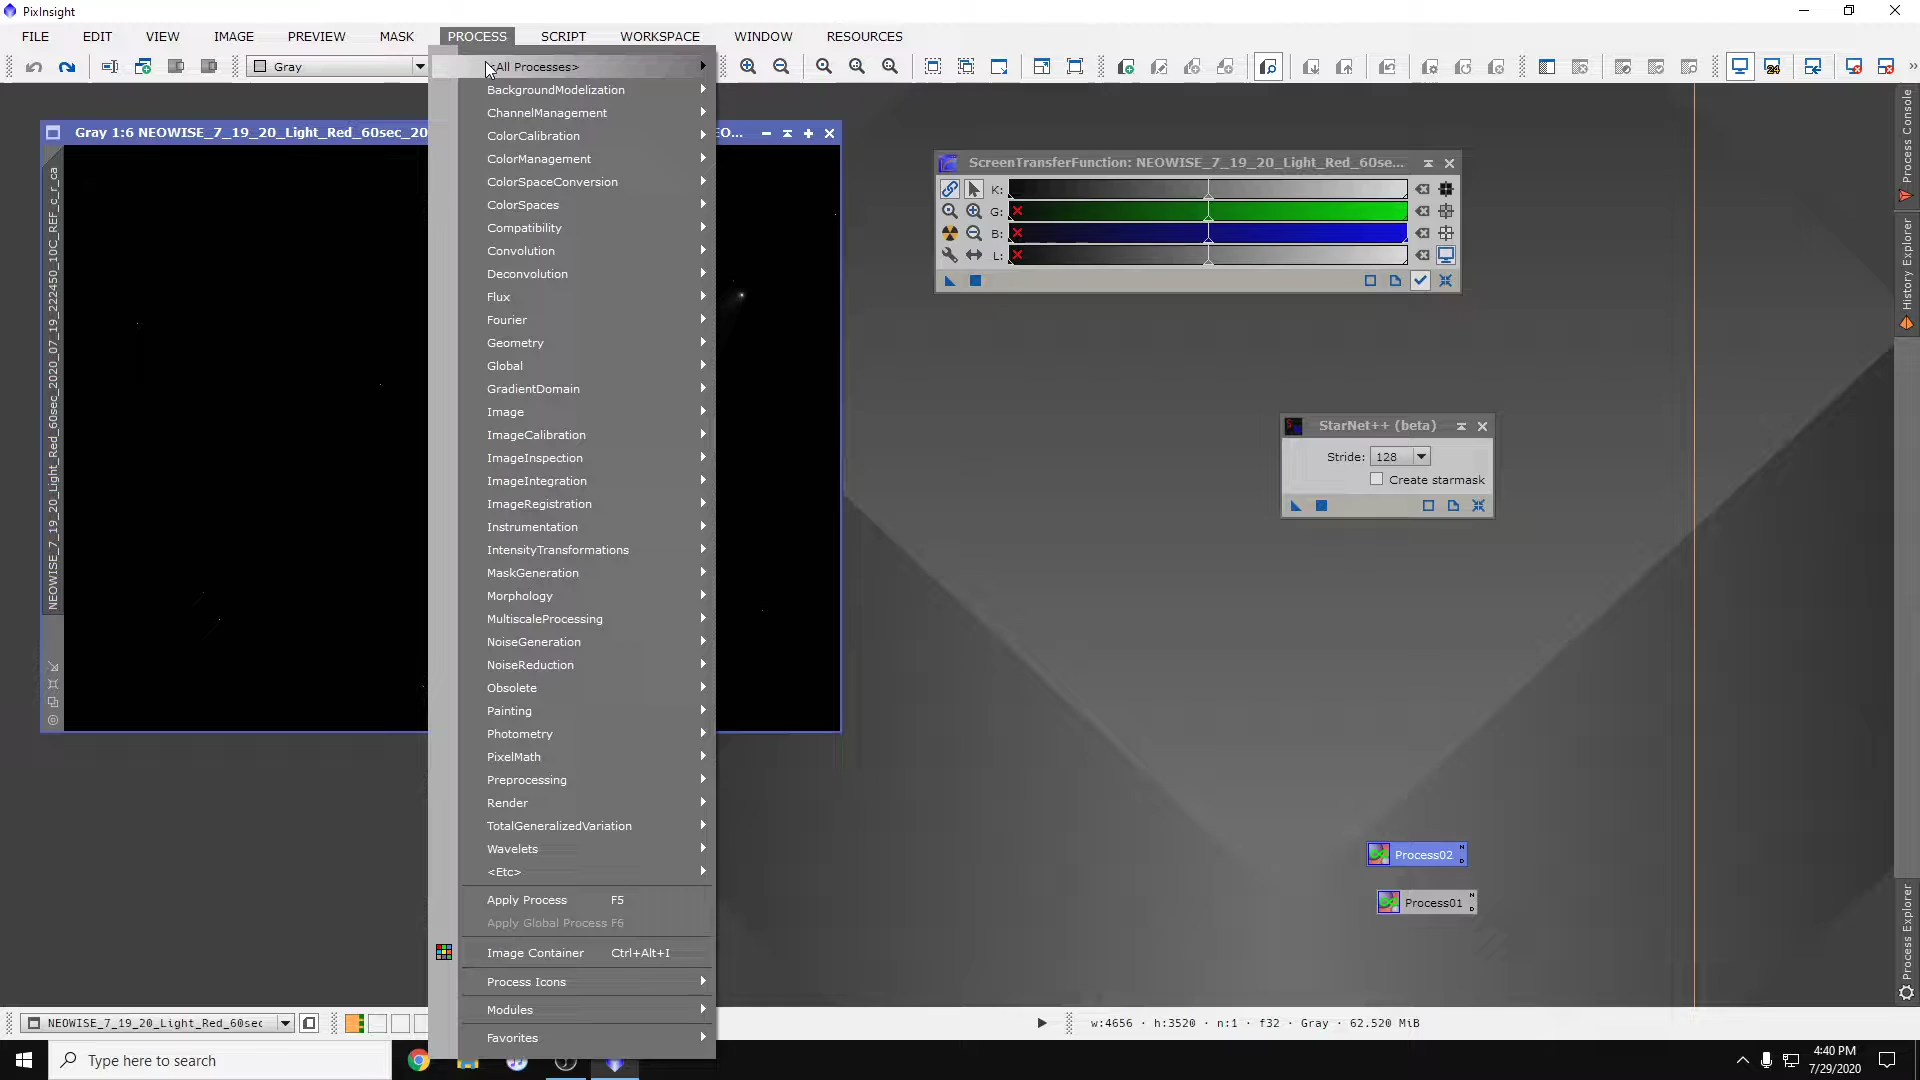 PixInsight
FILE EDIT VIEW IMAGE PREVIEW MASK PROCESS SCRIPT WORKSPACE WINDOW RESOURCES
Gray
24
<All Processes>
BackgroundModelization
ChannelManagement
ColorCalibration
ColorManagement
ColorSpaceConversion
ColorSpaces
Compatibility
Convolution
Deconvolution
Flux
Fourier
Geometry
Global
GradientDomain
Image
ImageCalibration
ImageInspection
ImageIntegration
ImageRegistration
Instrumentation
IntensityTransformations
MaskGeneration
Morphology
MultiscaleProcessing
NoiseGeneration
NoiseReduction
Obsolete
Painting
Photometry
PixelMath
Preprocessing
Render
TotalGeneralizedVariation
Wavelets
<Etc>
Apply Process F5
Apply Global Process F6
Image Container Ctrl+Alt+I
Process Icons
Modules
Favorites
Gray 1:6 NEOWISE_7_19_20_Light_Red_60sec_20
EO...
NEOWISE_7_19_20_Light_Red_60sec_2020_07_19_222450_10C_REF_c_r_ca
ScreenTransferFunction: NEOWISE_7_19_20_Light_Red_60se...
K:
G:
B:
L:
StarNet++ (beta)
Stride: 128
Create starmask
Process02
N
D
Process01
N
D
Process Console
History Explorer
Process Explorer
NEOWISE_7_19_20_Light_Red_60sec
w:4656 · h:3520 · n:1 · f32 · Gray · 62.520 MiB
Type here to search
4:40 PM
7/29/2020